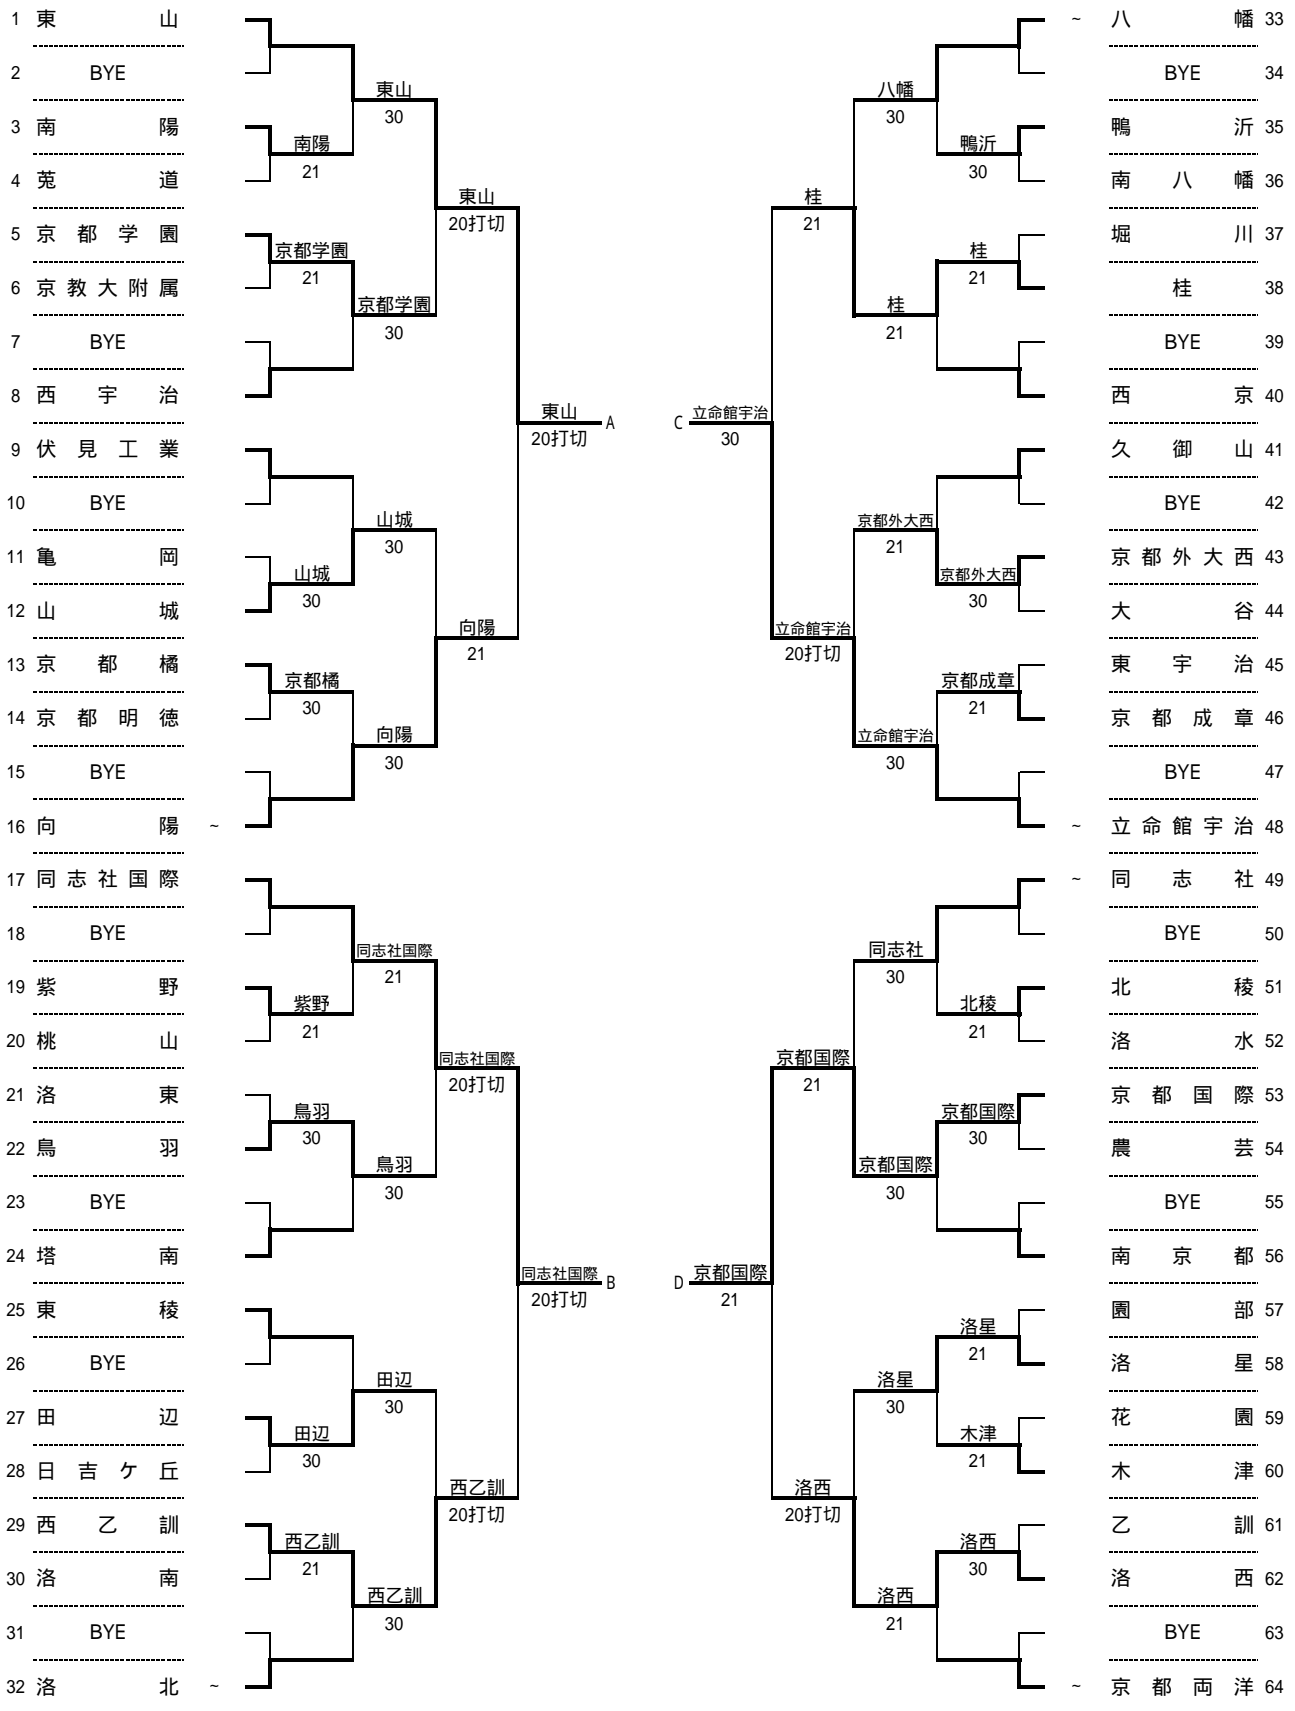 1 東山 ~ 八幡 33
2 BYE BYE 34
東山 八幡
30 30
3 南陽 鴨沂 35
南陽 鴨沂
21 30
4 莵道 南八幡 36
東山 桂
20打切 21
5 京都学園 堀川 37
京都学園 桂
21 21
6 京教大附属 桂 38
京都学園 桂
30 21
7 BYE BYE 39
8 西宇治 西京 40
東山 A C 立命館宇治
20打切 30
9 伏見工業 久御山 41
10 BYE BYE 42
山城 京都外大西
30 21
11 亀岡 京都外大西 43
山城 京都外大西
30 30
12 山城 大谷 44
向陽 立命館宇治
21 20打切
13 京都橘 東宇治 45
京都橘 京都成章
30 21
14 京都明徳 京都成章 46
向陽 立命館宇治
30 30
15 BYE BYE 47
16 向陽 ~ ~ 立命館宇治 48
17 同志社国際 ~ 同志社 49
18 BYE BYE 50
同志社国際 同志社
21 30
19 紫野 北稜 51
紫野 北稜
21 21
20 桃山 洛水 52
同志社国際 京都国際
20打切 21
21 洛東 京都国際 53
鳥羽 京都国際
30 30
22 鳥羽 農芸 54
鳥羽 京都国際
30 30
23 BYE BYE 55
24 塔南 南京都 56
同志社国際 B D 京都国際
20打切 21
25 東稜 園部 57
洛星
21
26 BYE 洛星 58
田辺 洛星
30 30
27 田辺 花園 59
田辺 木津
30 21
28 日吉ケ丘 木津 60
西乙訓 洛西
20打切 20打切
29 西乙訓 乙訓 61
西乙訓 洛西
21 30
30 洛南 洛西 62
西乙訓 洛西
30 21
31 BYE BYE 63
32 洛北 ~ ~ 京都両洋 64